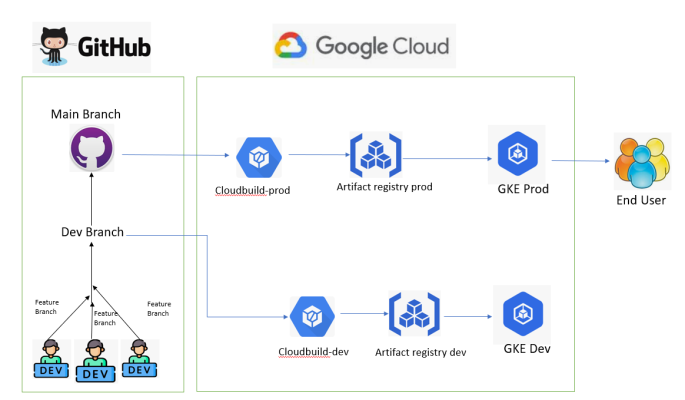 GitHub
Google Cloud
Main Branch
Cloudbuild-prod
Artifact registry prod
GKE Prod
End User
Dev Branch
Feature
Branch
Feature
Branch
Feature
Branch
DEV
DEV
DEV
Cloudbuild-dev
Artifact registry dev
GKE Dev